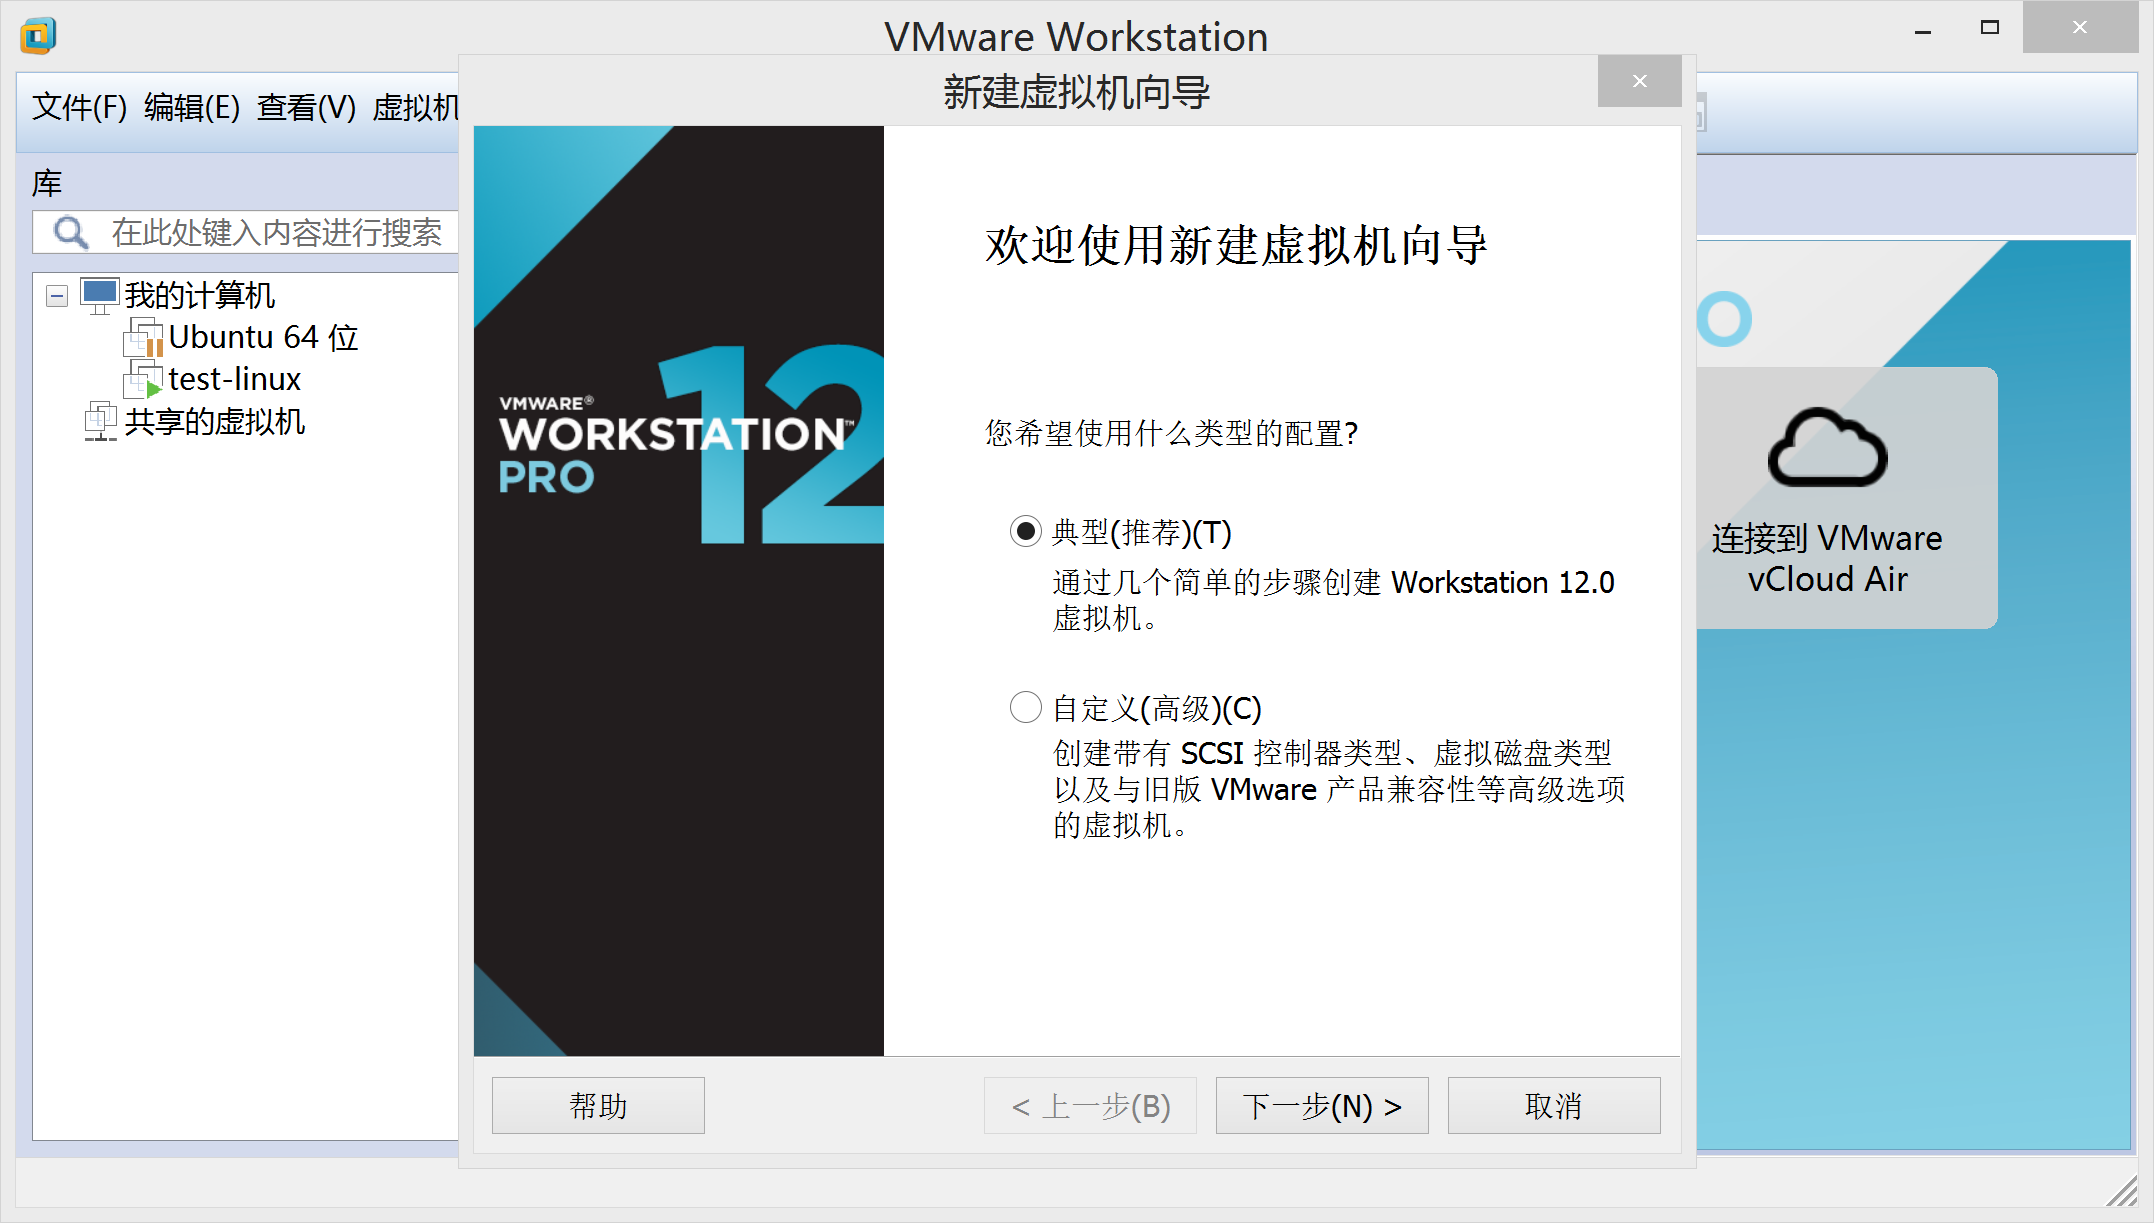 VMware Workstation
新建虚拟机向导
文件(F) 编辑(E) 查看(V) 虚拟机
库
在此处键入内容进行搜索
我的计算机
Ubuntu 64 位
test-linux
共享的虚拟机
VMWARE®
WORKSTATION™
PRO
12
欢迎使用新建虚拟机向导
您希望使用什么类型的配置?
典型(推荐)(T)
通过几个简单的步骤创建 Workstation 12.0
虚拟机。
自定义(高级)(C)
创建带有 SCSI 控制器类型、虚拟磁盘类型
以及与旧版 VMware 产品兼容性等高级选项
的虚拟机。
O
连接到 VMware
vCloud Air
帮助
< 上一步(B)
下一步(N) >
取消